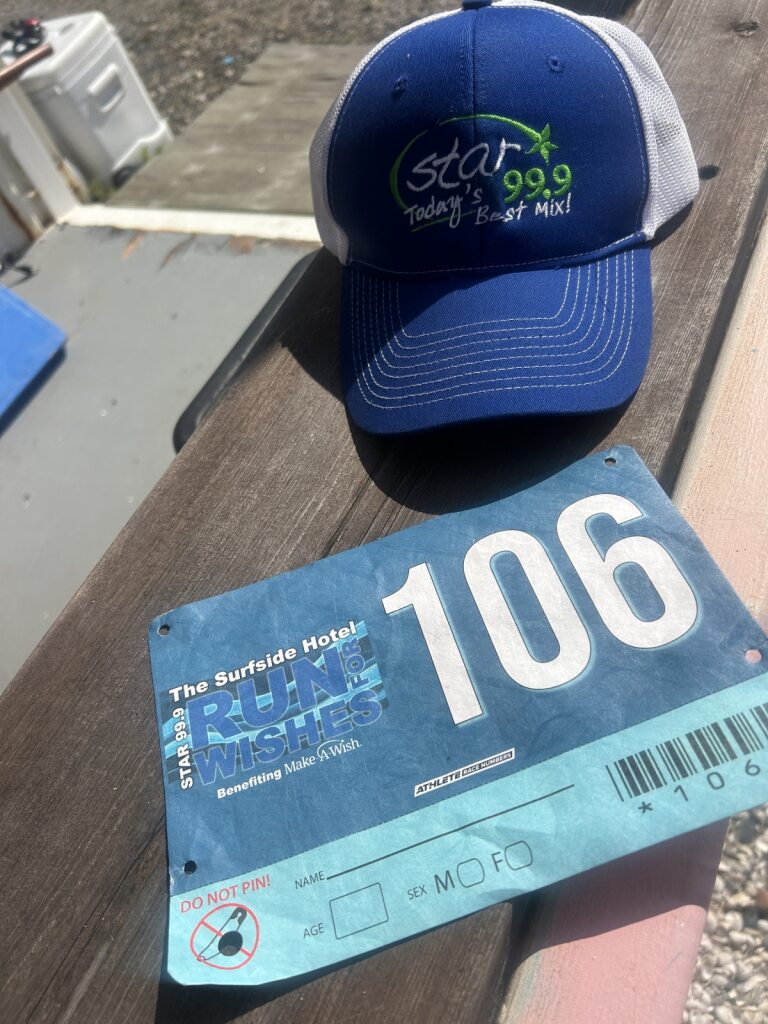 star
99.9
Today's Best Mix!
106
The Surfside Hotel
STAR 99.9
RUN FOR
WISHES
Benefiting Make-A-Wish.
ATHLETE RACE NUMBERS
*106
DO NOT PIN!
NAME
AGE
SEX M F